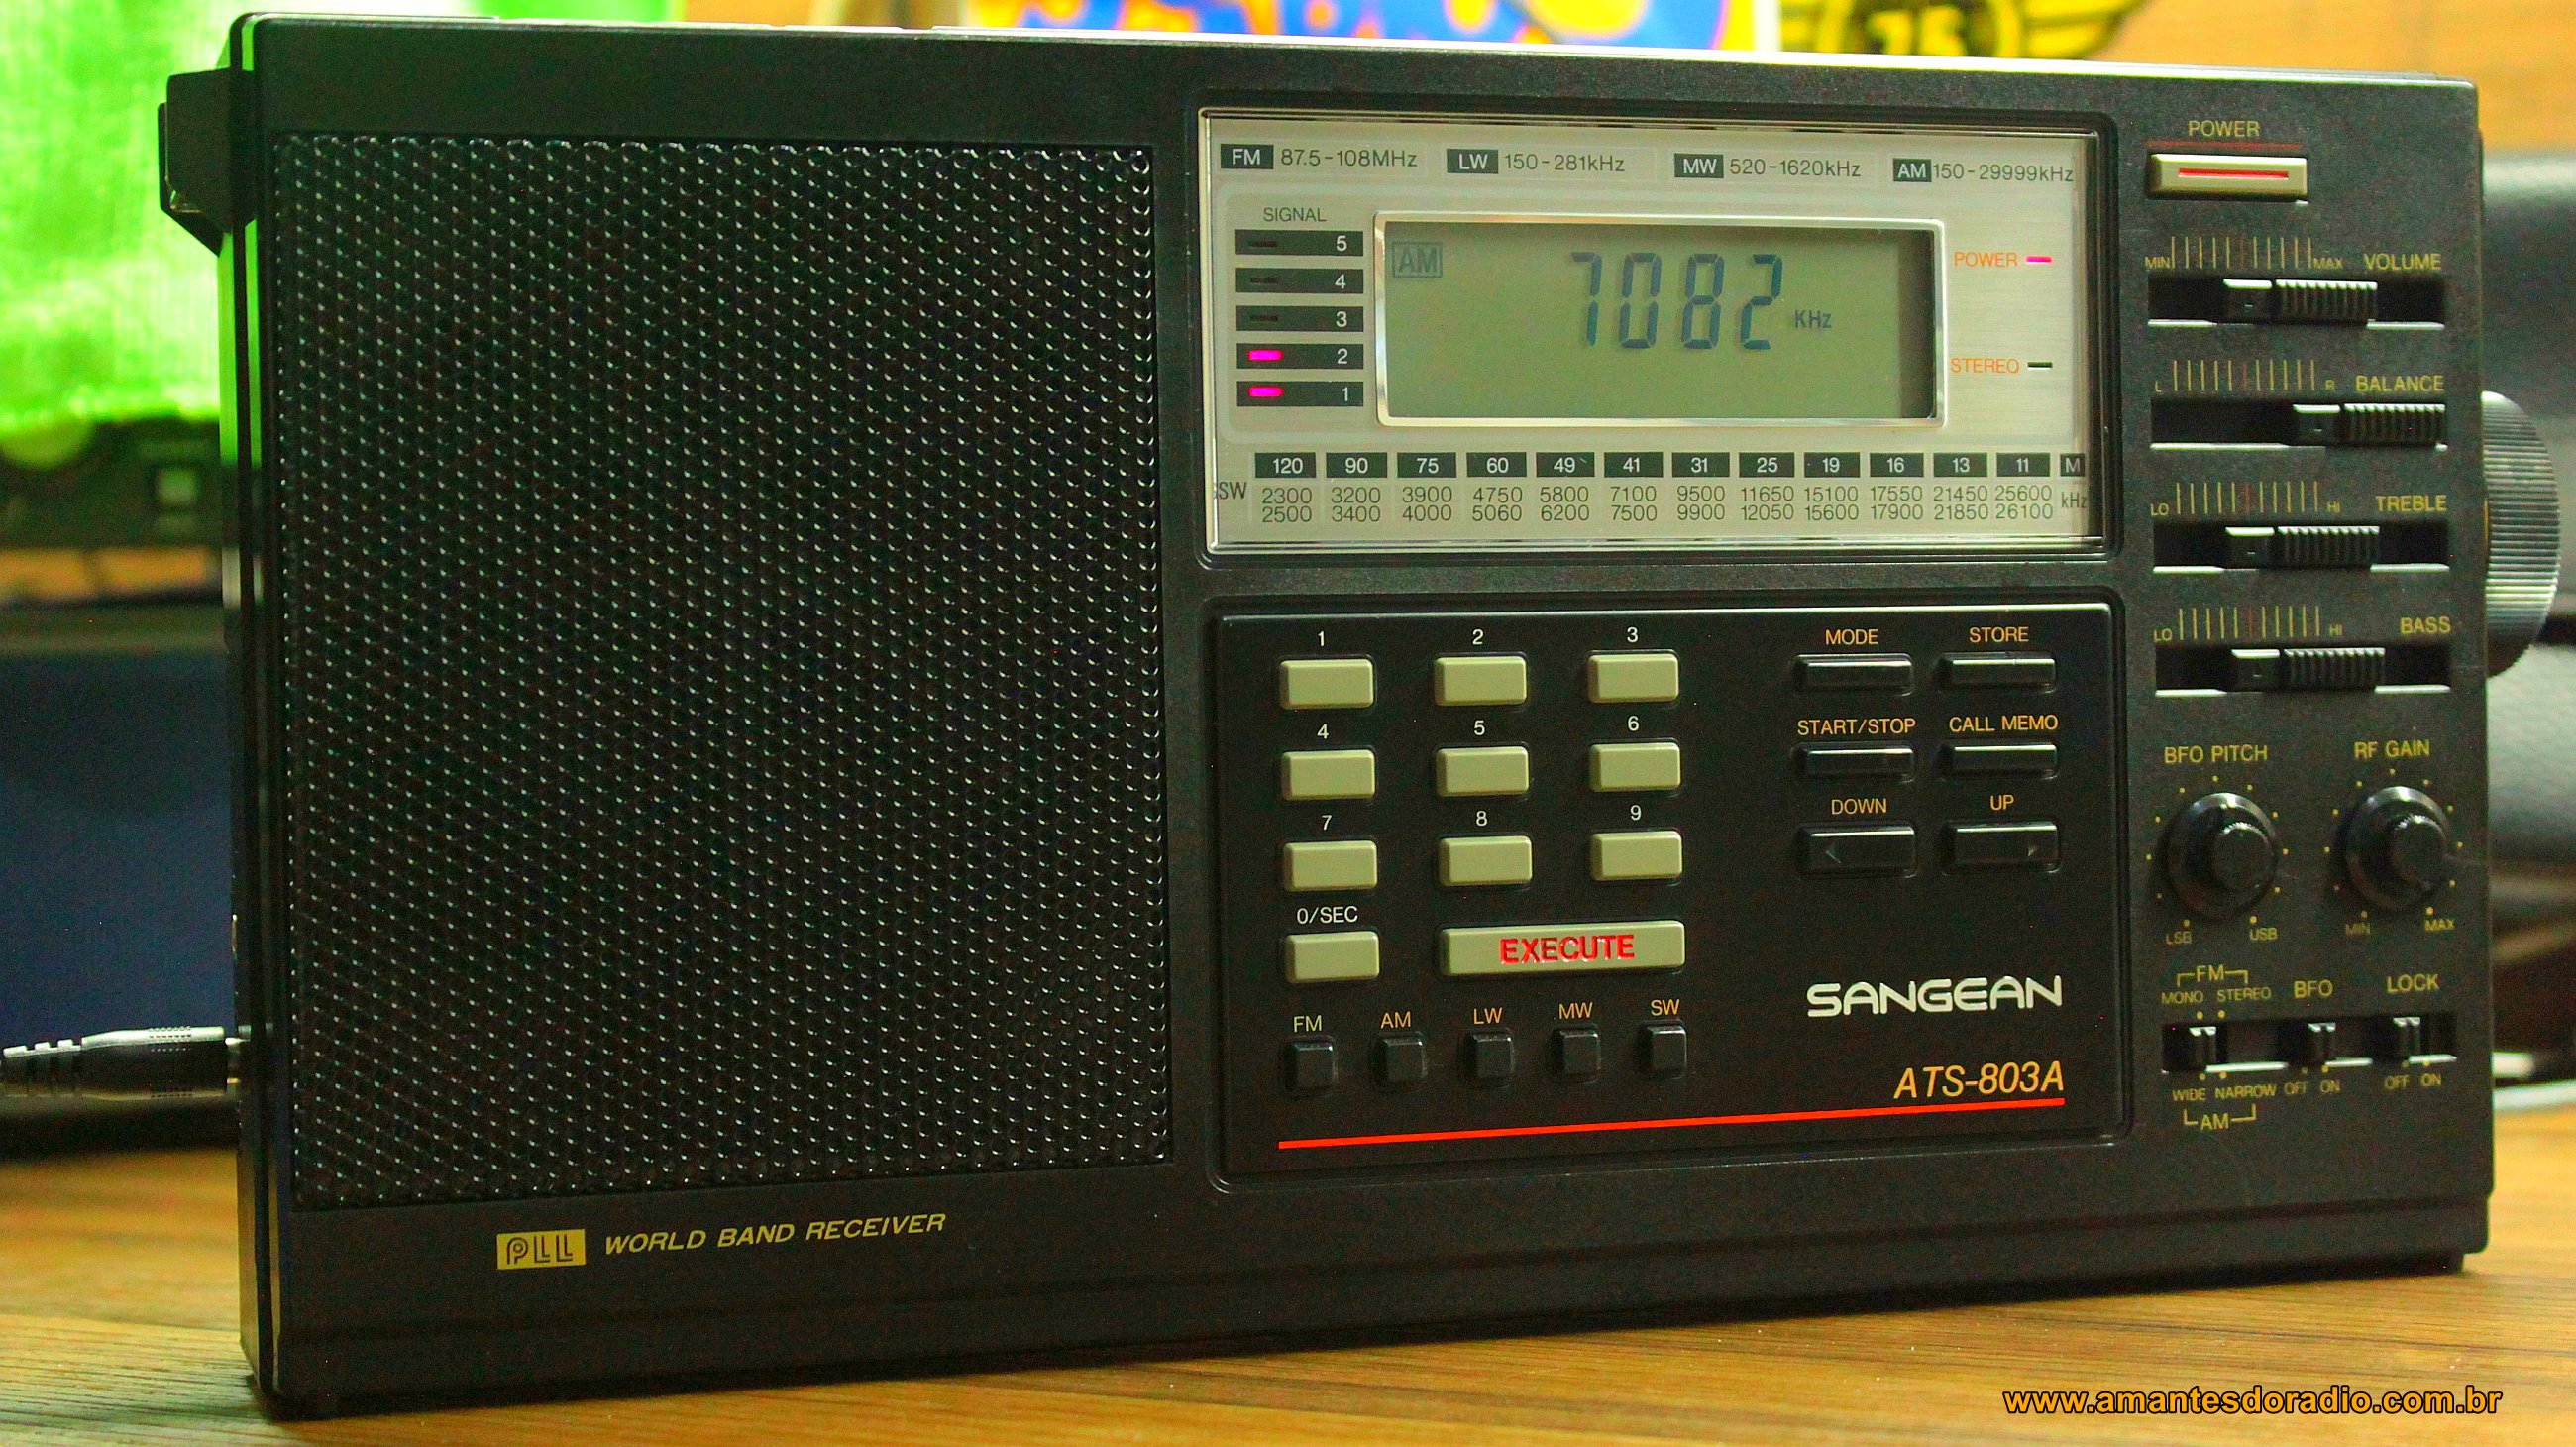 75
POWER
FM 87.5-108MHz LW 150-281kHz MW 520-1620kHz AM 150-29999kHz
SIGNAL
5
4
3
2
1
AM
7082 KHz
POWER
STEREO
120 90 75 60 49 41 31 25 19 16 13 11 M
SW 2300 3200 3900 4750 5800 7100 9500 11650 15100 17550 21450 25600 kHz
2500 3400 4000 5060 6200 7500 9900 12050 15600 17900 21850 26100
MIN MAX VOLUME
L R BALANCE
LO HI TREBLE
LO HI BASS
1 2 3
4 5 6
7 8 9
0/SEC
EXECUTE
FM AM LW MW SW
MODE STORE
START/STOP CALL MEMO
DOWN UP
SANGEAN
ATS-803A
BFO PITCH RF GAIN
LSB USB MIN MAX
FM
MONO STEREO BFO LOCK
WIDE NARROW OFF ON OFF ON
AM
PLL WORLD BAND RECEIVER
www.amantesdoradio.com.br